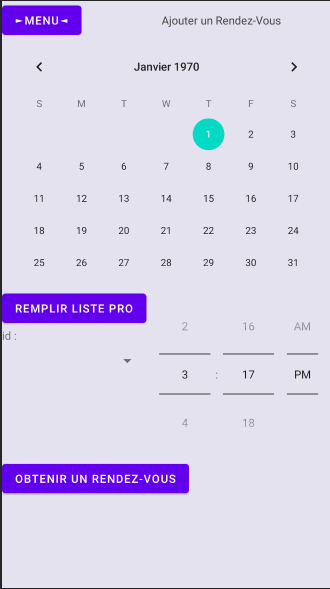 ►MENU◄
Ajouter un Rendez-Vous
Janvier 1970
S M T W T F S
1 2 3
4 5 6 7 8 9 10
11 12 13 14 15 16 17
18 19 20 21 22 23 24
25 26 27 28 29 30 31
REMPLIR LISTE PRO
id :
2 16 AM
3 : 17 PM
4 18
OBTENIR UN RENDEZ-VOUS